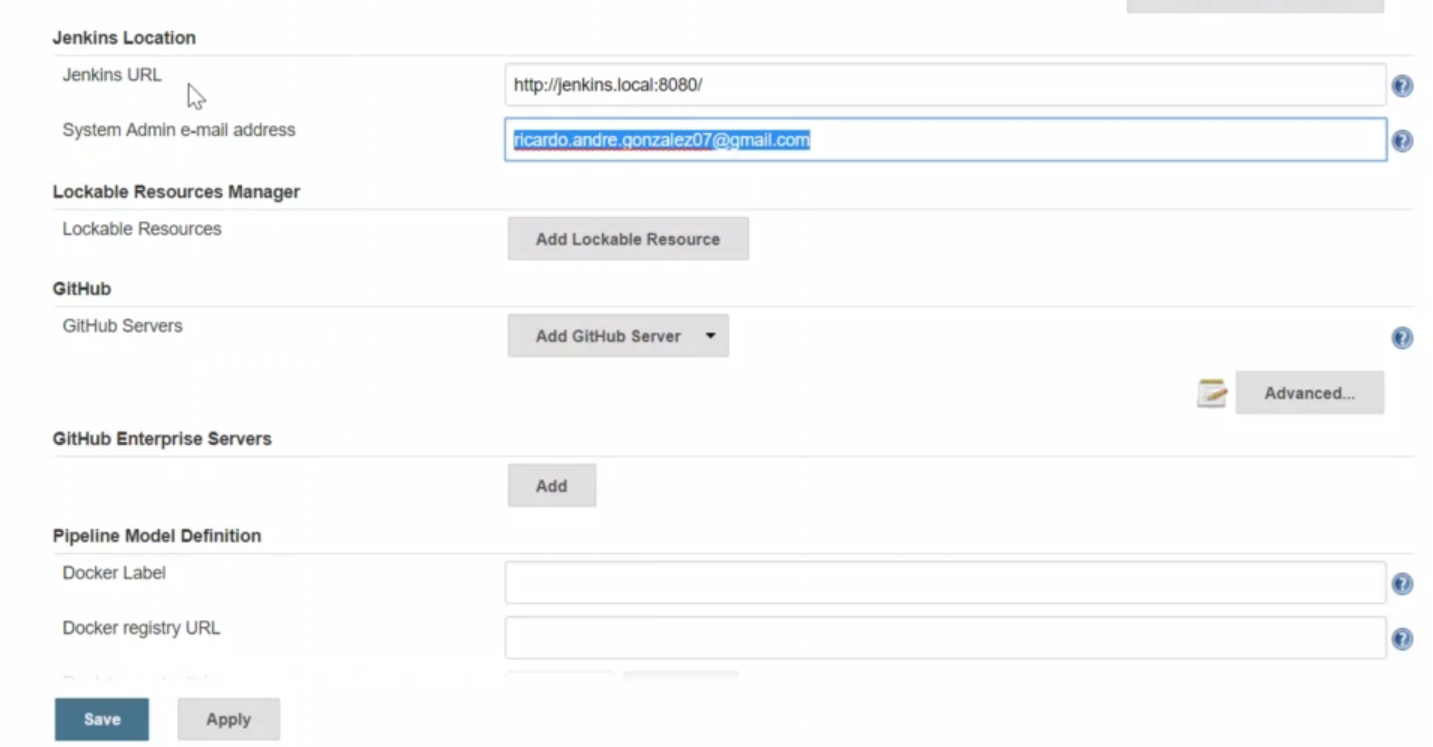 Jenkins Location
Jenkins URL
http://jenkins.local:8080/
System Admin e-mail address
ricardo.andre.gonzalez07@gmail.com
Lockable Resources Manager
Lockable Resources
Add Lockable Resource
GitHub
GitHub Servers
Add GitHub Server
Advanced...
GitHub Enterprise Servers
Add
Pipeline Model Definition
Docker Label
Docker registry URL
Save
Apply